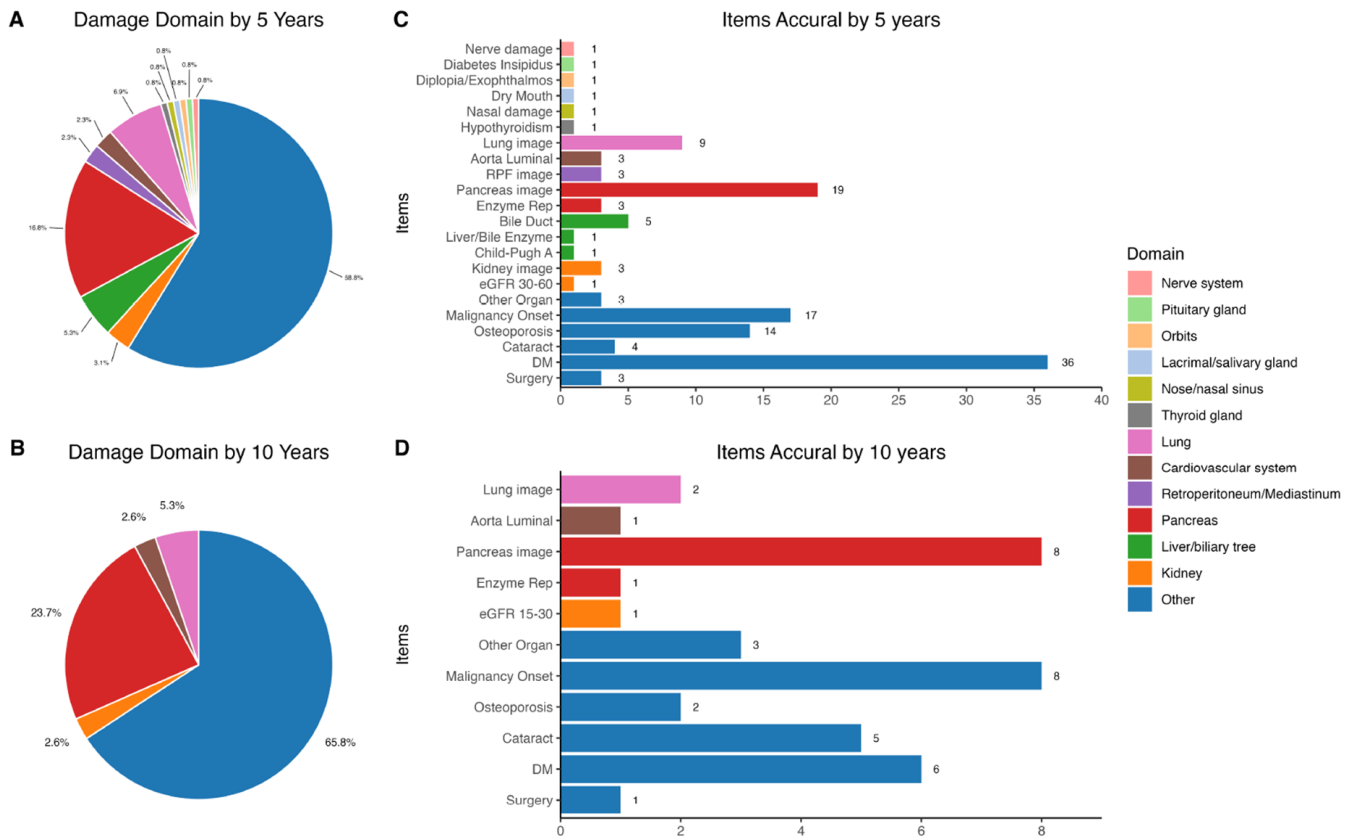 A
Damage Domain by 5 Years
0.8%
0.8%
0.8%
0.8%
0.8%
0.8%
6.9%
2.3%
2.3%
16.8%
5.3%
3.1%
58.8%
B
Damage Domain by 10 Years
5.3%
2.6%
23.7%
2.6%
65.8%
C
Items Accural by 5 years
Items
Nerve damage 1
Diabetes Insipidus 1
Diplopia/Exophthalmos 1
Dry Mouth 1
Nasal damage 1
Hypothyroidism 1
Lung image 9
Aorta Luminal 3
RPF image 3
Pancreas image 19
Enzyme Rep 3
Bile Duct 5
Liver/Bile Enzyme 1
Child-Pugh A 1
Kidney image 3
eGFR 30-60 1
Other Organ 3
Malignancy Onset 17
Osteoporosis 14
Cataract 4
DM 36
Surgery 3
0 5 10 15 20 25 30 35 40
D
Items Accural by 10 years
Items
Lung image 2
Aorta Luminal 1
Pancreas image 8
Enzyme Rep 1
eGFR 15-30 1
Other Organ 3
Malignancy Onset 8
Osteoporosis 2
Cataract 5
DM 6
Surgery 1
0 2 4 6 8
Domain
Nerve system
Pituitary gland
Orbits
Lacrimal/salivary gland
Nose/nasal sinus
Thyroid gland
Lung
Cardiovascular system
Retroperitoneum/Mediastinum
Pancreas
Liver/biliary tree
Kidney
Other